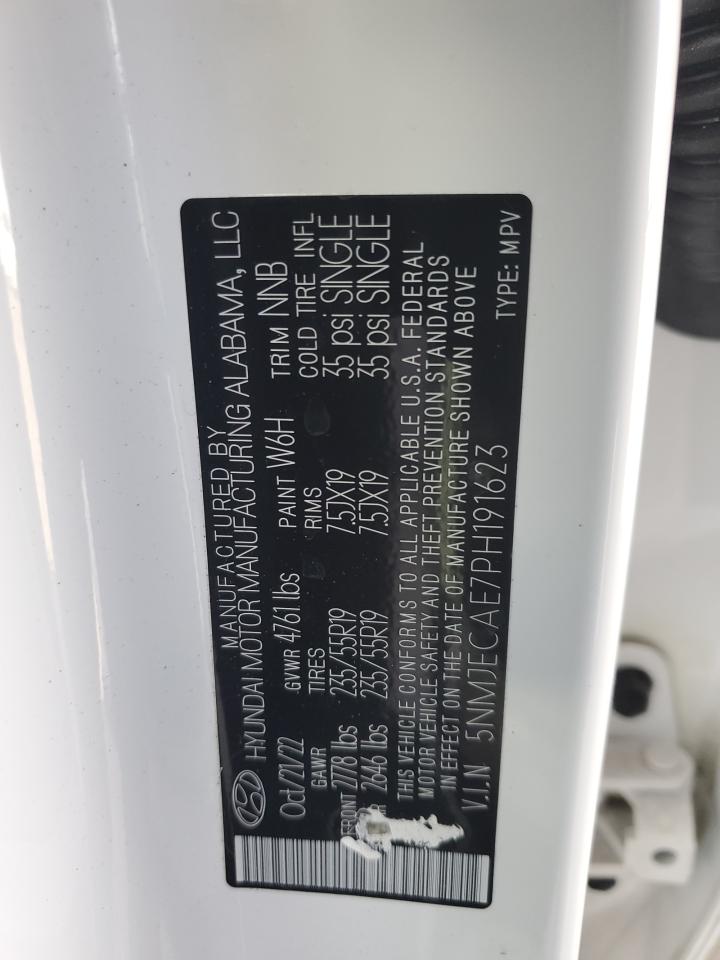 MANUFACTURED BY
HYUNDAI MOTOR MANUFACTURING ALABAMA, LLC
Oct/21/22 GVWR 4761 lbs PAINT W6H TRIM NNB
GAWR TIRES RIMS COLD TIRE INFL
FRONT 2778 lbs 235/55R19 7.5JX19 35 psi SINGLE
2646 lbs 235/55R19 7.5JX19 35 psi SINGLE
THIS VEHICLE CONFORMS TO ALL APPLICABLE U.S.A. FEDERAL
MOTOR VEHICLE SAFETY AND THEFT PREVENTION STANDARDS
IN EFFECT ON THE DATE OF MANUFACTURE SHOWN ABOVE
V.I.N 5NMJECAE7PH191623 TYPE: MPV